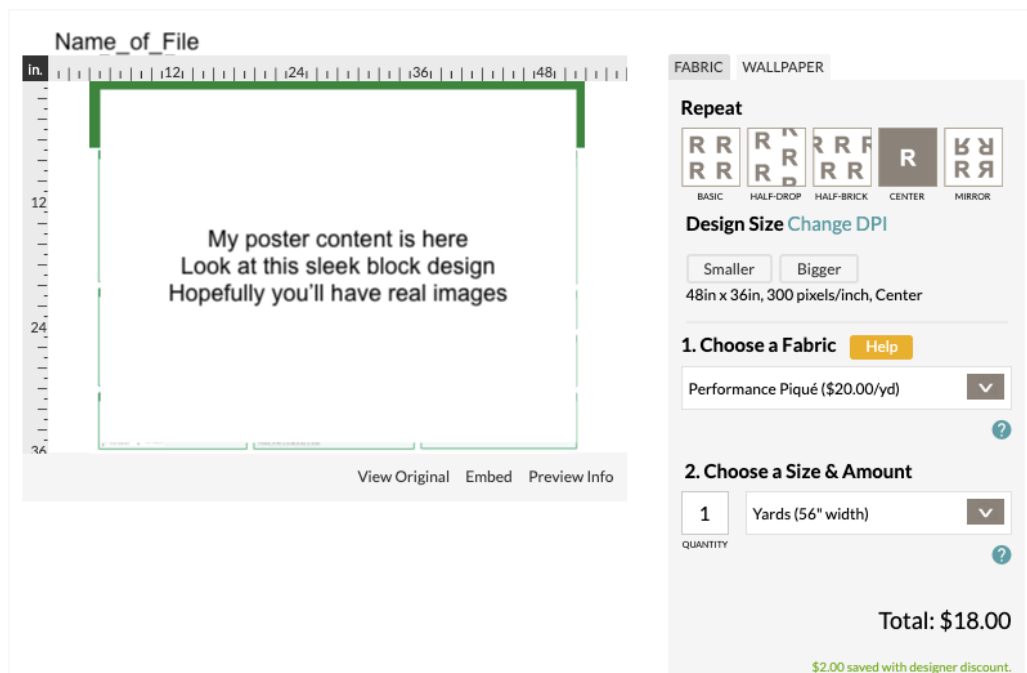 Name_of_File
in.
12 24 36 48
12
24
36
My poster content is here
Look at this sleek block design
Hopefully you'll have real images
View Original Embed Preview Info
FABRIC WALLPAPER
Repeat
R R R R R R R R R R R R R
R R R R R R R R
BASIC HALF-DROP HALF-BRICK CENTER MIRROR
Design Size Change DPI
Smaller Bigger
48in x 36in, 300 pixels/inch, Center
1. Choose a Fabric Help
Performance Piqué ($20.00/yd)
?
2. Choose a Size & Amount
1 Yards (56" width)
QUANTITY
?
Total: $18.00
$2.00 saved with designer discount.